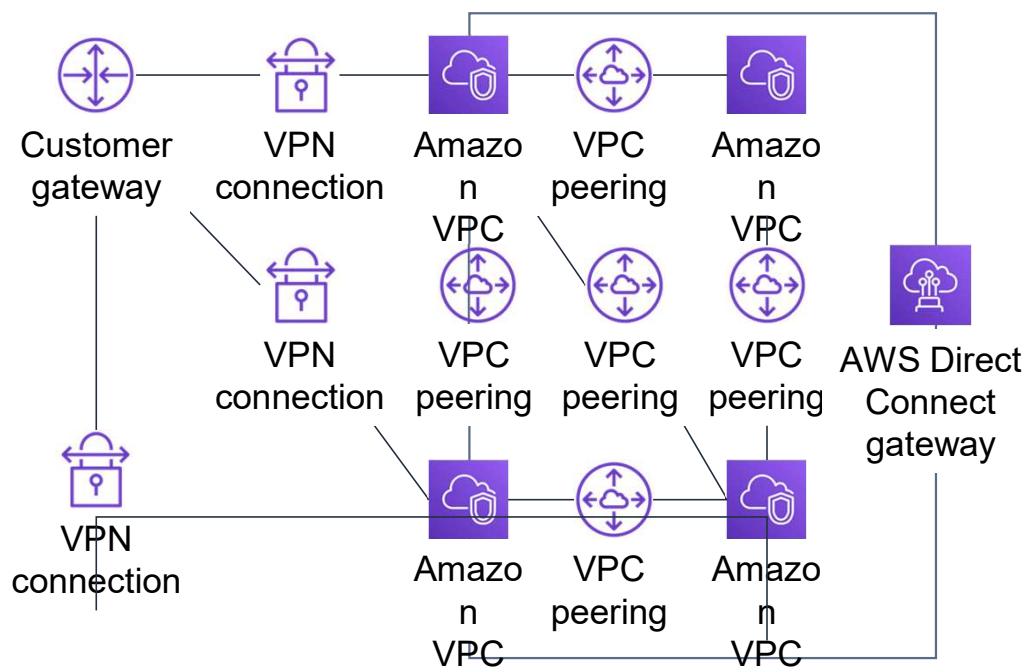 Customer
gateway
VPN
connection
Amazo
n
VPC
VPC
peering
Amazo
n
VPC
VPN
connection
VPC
peering
VPC
peering
VPC
peering
AWS Direct
Connect
gateway
VPN
connection
Amazo
n
VPC
VPC
peering
Amazo
n
VPC